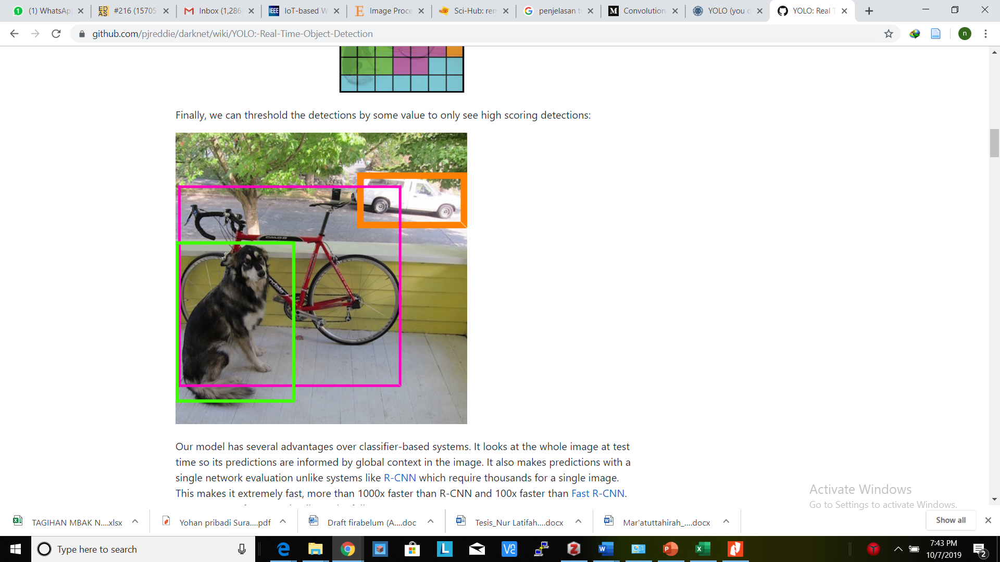 (1) WhatsAp
#216 (15705
Inbox (1,286
IoT-based W
Image Proce
Sci-Hub: rem
penjelasan t
Convolution
YOLO (you o
YOLO: Real T
github.com/pjreddie/darknet/wiki/YOLO:-Real-Time-Object-Detection
Finally, we can threshold the detections by some value to only see high scoring detections:
Our model has several advantages over classifier-based systems. It looks at the whole image at test
time so its predictions are informed by global context in the image. It also makes predictions with a
single network evaluation unlike systems like R-CNN which require thousands for a single image.
This makes it extremely fast, more than 1000x faster than R-CNN and 100x faster than Fast R-CNN.
Activate Windows
Go to Settings to activate Windows.
TAGIHAN MBAK N....xlsx
Yohan pribadi Sura....pdf
Draft firabelum (A....doc
Tesis_Nur Latifah....docx
Mar'atuttahirah_....docx
Show all
Type here to search
7:43 PM
10/7/2019
2